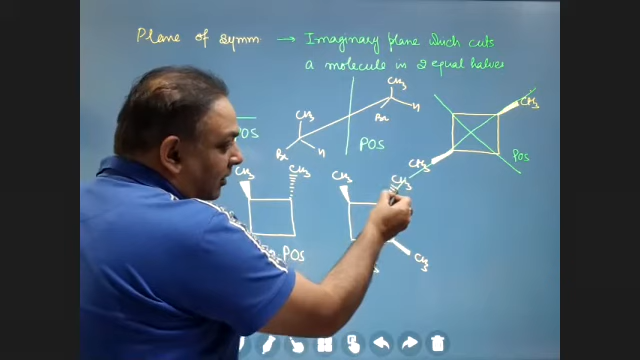 Plane of symm. → Imaginary plane which cuts
a molecule in 2 equal halves
POS
CH3
Br
H
CH3
Br
H
POS
CH3
CH3
POS
CH3
CH3
POS
CH3
CH3
CH3